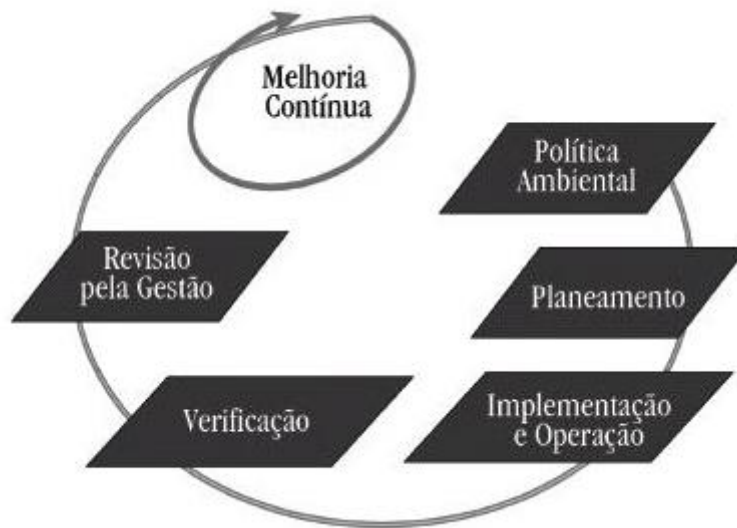 Melhoria
Contínua
Política
Ambiental
Planeamento
Implementação
e Operação
Verificação
Revisão
pela Gestão